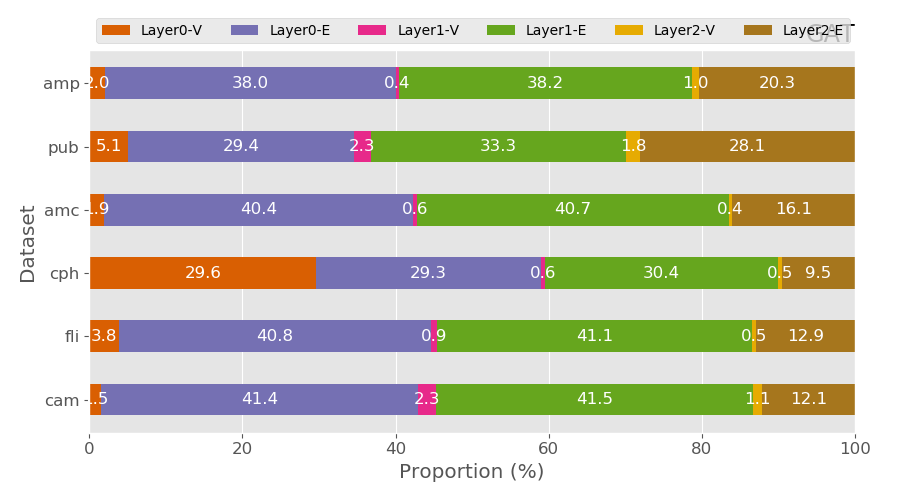 GAT
Layer0-V Layer0-E Layer1-V Layer1-E Layer2-V Layer2-E
amp 2.0 38.0 0.4 38.2 1.0 20.3
pub 5.1 29.4 2.3 33.3 1.8 28.1
amc .9 40.4 0.6 40.7 0.4 16.1
cph 29.6 29.3 0.6 30.4 0.5 9.5
fli 3.8 40.8 0.9 41.1 0.5 12.9
cam .5 41.4 2.3 41.5 1.1 12.1
0 20 40 60 80 100
Dataset
Proportion (%)